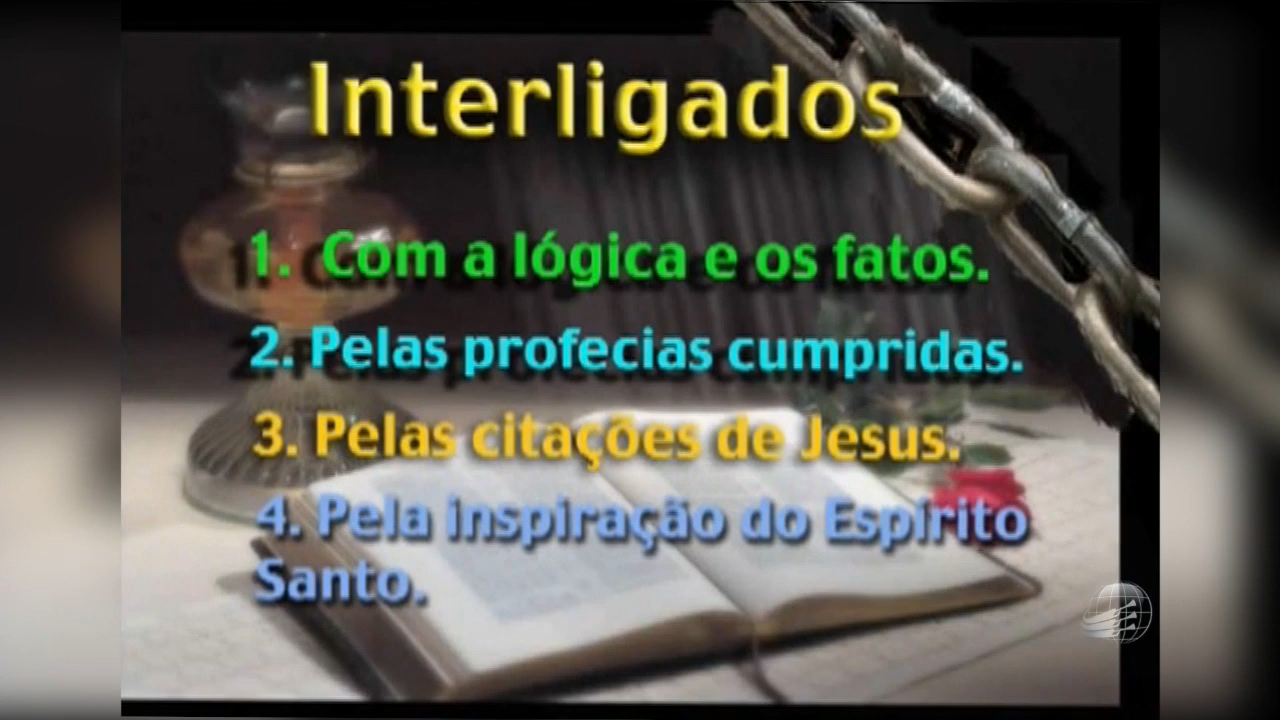 Interligados
1. Com a lógica e os fatos.
2. Pelas profecias cumpridas.
3. Pelas citações de Jesus.
4. Pela inspiração do Espírito
Santo.